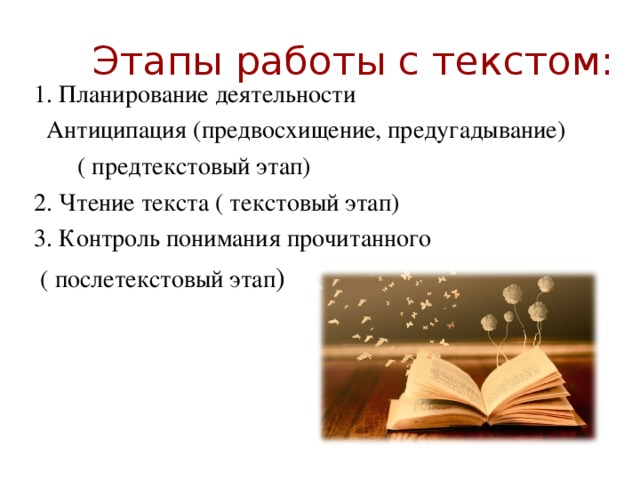 Этапы работы с текстом:
1. Планирование деятельности
Антиципация (предвосхищение, предугадывание)
( предтекстовый этап)
2. Чтение текста ( текстовый этап)
3. Контроль понимания прочитанного
( послетекстовый этап)